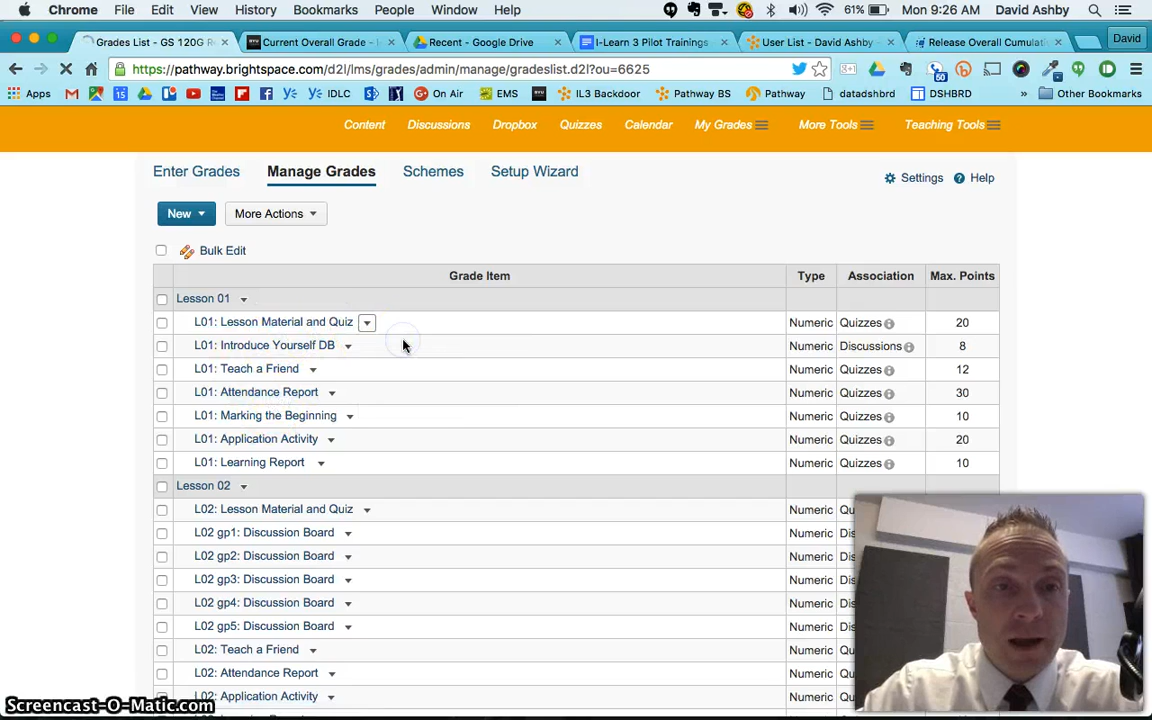 Chrome File Edit View History Bookmarks People Window Help 61% Mon 9:26 AM David Ashby
Grades List - GS 120G R Current Overall Grade - Recent - Google Drive I-Learn 3 Pilot Trainings User List - David Ashby Release Overall Cumulati David
https://pathway.brightspace.com/d2l/lms/grades/admin/manage/gradeslist.d2l?ou=6625
Apps IDLC On Air EMS IL3 Backdoor Pathway BS Pathway datadshbrd DSHBRD » Other Bookmarks
Content Discussions Dropbox Quizzes Calendar My Grades More Tools Teaching Tools
Enter Grades Manage Grades Schemes Setup Wizard Settings Help
New More Actions
Bulk Edit
Grade Item Type Association Max. Points
Lesson 01
L01: Lesson Material and Quiz Numeric Quizzes 20
L01: Introduce Yourself DB Numeric Discussions 8
L01: Teach a Friend Numeric Quizzes 12
L01: Attendance Report Numeric Quizzes 30
L01: Marking the Beginning Numeric Quizzes 10
L01: Application Activity Numeric Quizzes 20
L01: Learning Report Numeric Quizzes 10
Lesson 02
L02: Lesson Material and Quiz Numeric Qu
L02 gp1: Discussion Board Numeric Dis
L02 gp2: Discussion Board Numeric Dis
L02 gp3: Discussion Board Numeric Dis
L02 gp4: Discussion Board Numeric Dis
L02 gp5: Discussion Board Numeric Dis
L02: Teach a Friend Numeric Qu
L02: Attendance Report Numeric Qu
L02: Application Activity Numeric Qu
Screencast-O-Matic.com